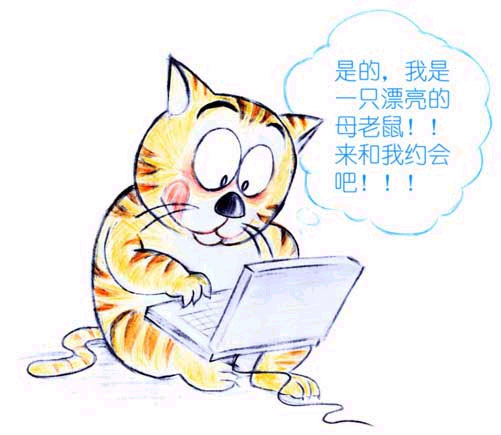 是的，我是
一只漂亮的
母老鼠！！
来和我约会
吧！！！